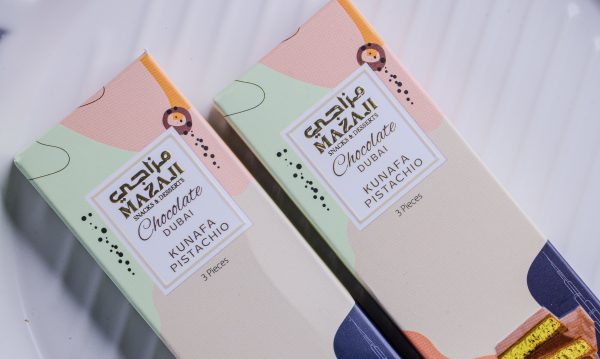 مزاجي
MAZAJI
SNACKS & DESSERTS
Chocolate
DUBAI
KUNAFA
PISTACHIO
3 Pieces
مزاجي
MAZAJI
SNACKS & DESSERTS
Chocolate
DUBAI
KUNAFA
PISTACHIO
3 Pieces